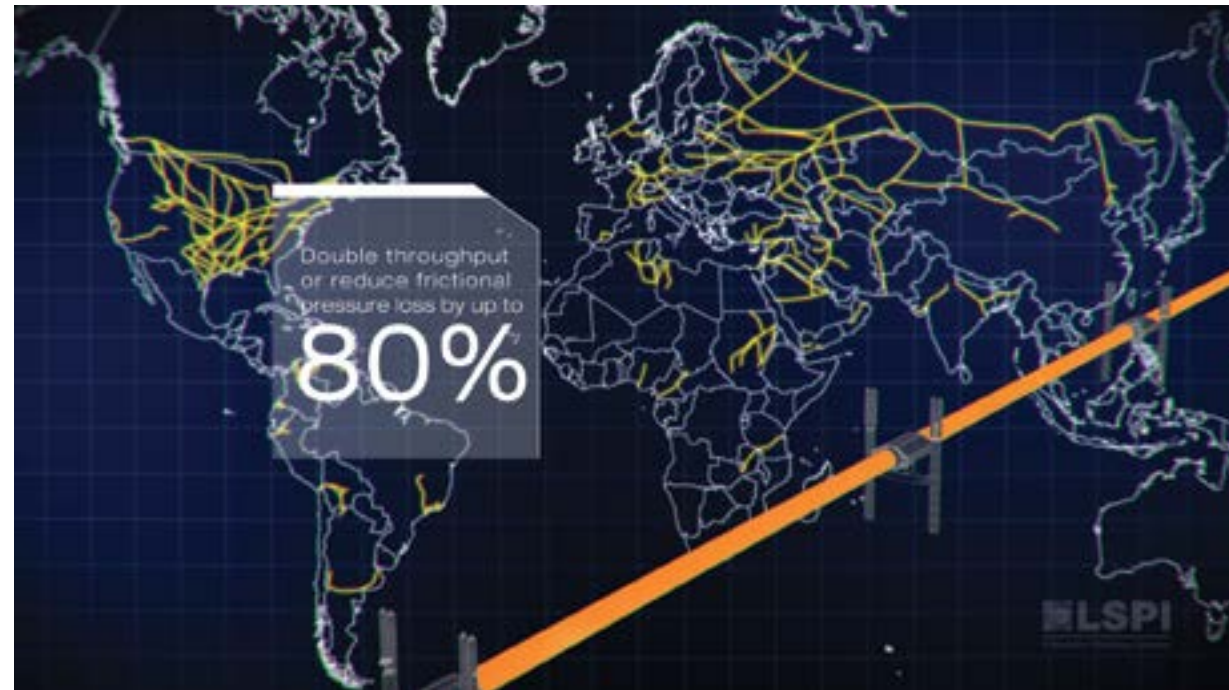 Double throughput
or reduce frictional
pressure loss by up to
80%
LSPI